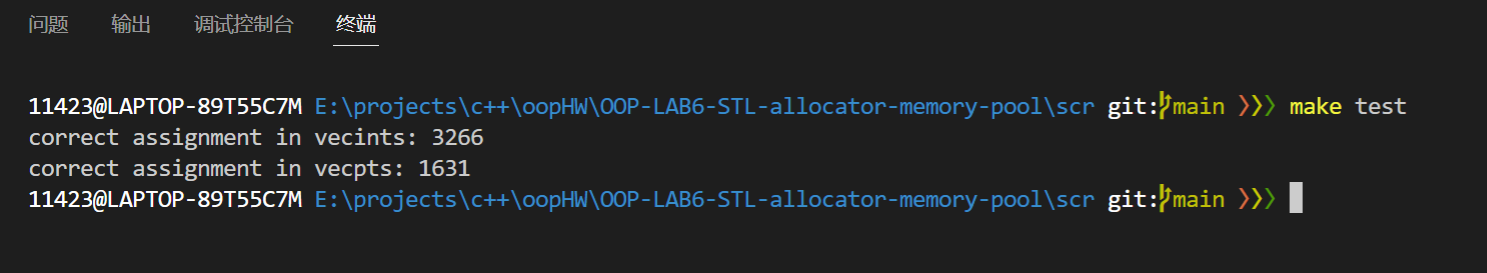 问题 输出 调试控制台 终端
11423@LAPTOP-89T55C7M E:\projects\c++\oopHW\OOP-LAB6-STL-allocator-memory-pool\scr git:main ❯❯❯ make test
correct assignment in vecints: 3266
correct assignment in vecpts: 1631
11423@LAPTOP-89T55C7M E:\projects\c++\oopHW\OOP-LAB6-STL-allocator-memory-pool\scr git:main ❯❯❯